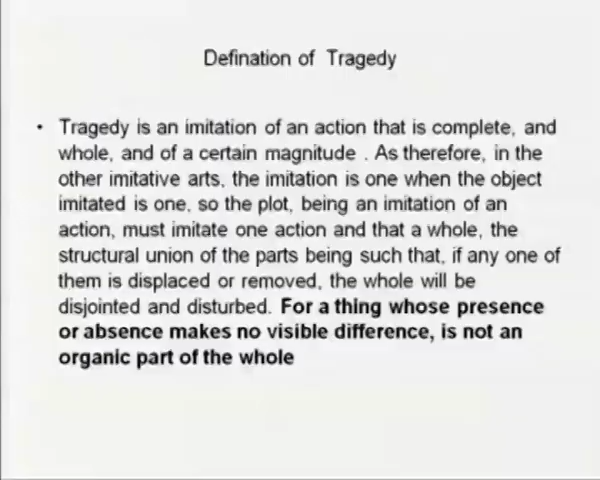 Defination of Tragedy
• Tragedy is an imitation of an action that is complete, and
whole, and of a certain magnitude . As therefore, in the
other imitative arts, the imitation is one when the object
imitated is one, so the plot, being an imitation of an
action, must imitate one action and that a whole, the
structural union of the parts being such that, if any one of
them is displaced or removed, the whole will be
disjointed and disturbed. For a thing whose presence
or absence makes no visible difference, is not an
organic part of the whole